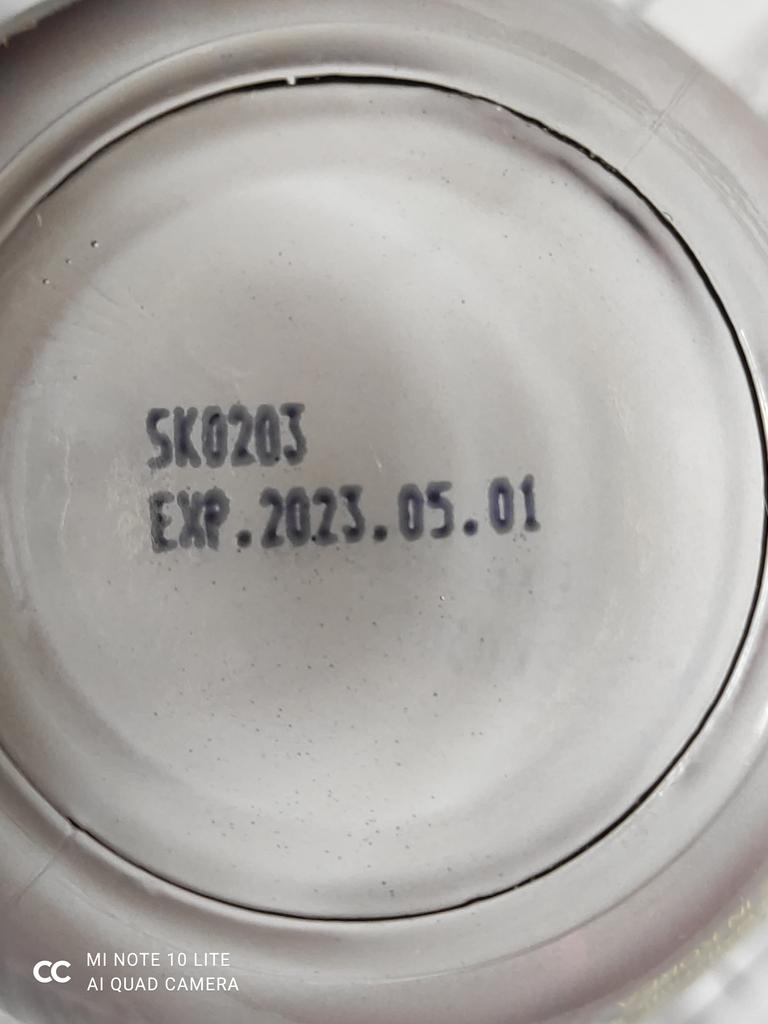 SK0203
EXP.2023.05.01
MI NOTE 10 LITE
AI QUAD CAMERA